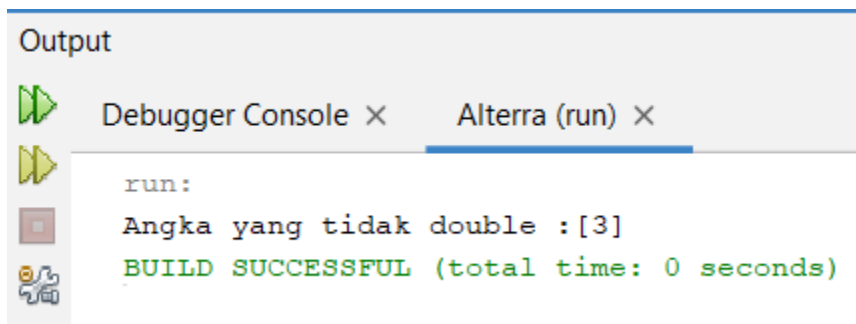 Output
Debugger Console × Alterra (run) ×
run:
Angka yang tidak double :[3]
BUILD SUCCESSFUL (total time: 0 seconds)